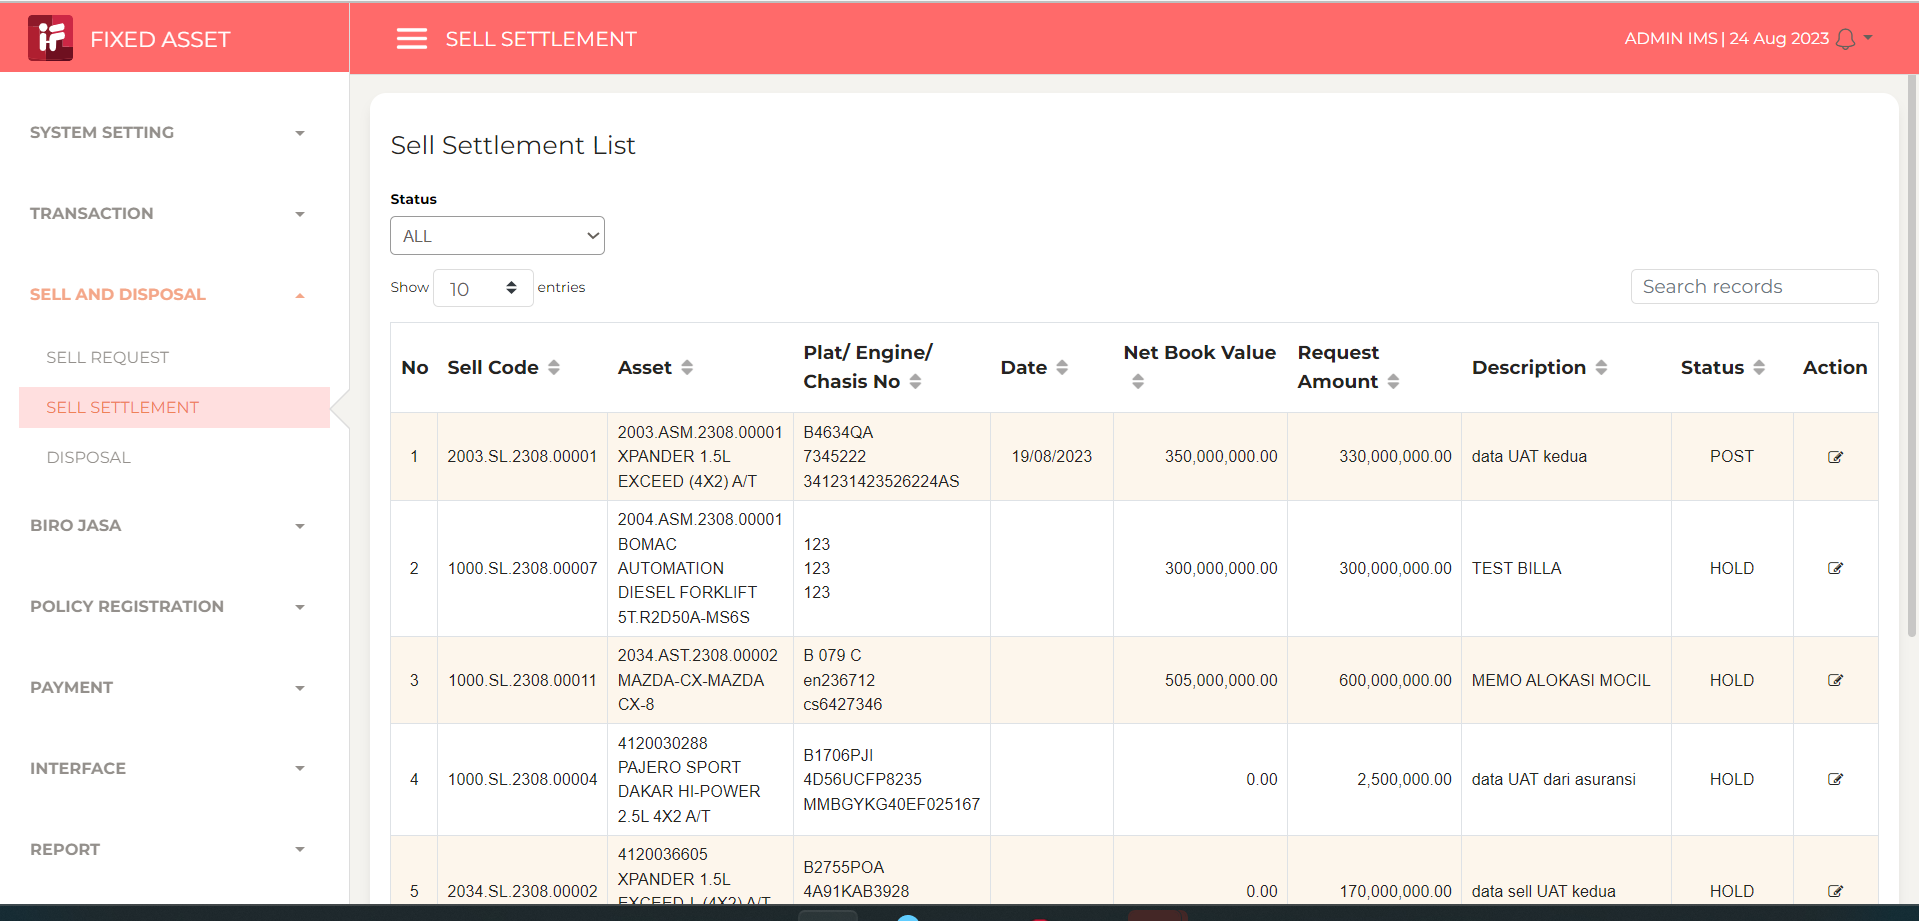 iF FIXED ASSET
SELL SETTLEMENT
ADMIN IMS | 24 Aug 2023
SYSTEM SETTING
TRANSACTION
SELL AND DISPOSAL
SELL REQUEST
SELL SETTLEMENT
DISPOSAL
BIRO JASA
POLICY REGISTRATION
PAYMENT
INTERFACE
REPORT
Sell Settlement List
Status
ALL
Show 10 entries
Search records
No
Sell Code
Asset
Plat/ Engine/
Chasis No
Date
Net Book Value
Request
Amount
Description
Status
Action
1
2003.SL.2308.00001
2003.ASM.2308.00001
XPANDER 1.5L
EXCEED (4X2) A/T
B4634QA
7345222
341231423526224AS
19/08/2023
350,000,000.00
330,000,000.00
data UAT kedua
POST
2
1000.SL.2308.00007
2004.ASM.2308.00001
BOMAC
AUTOMATION
DIESEL FORKLIFT
5T.R2D50A-MS6S
123
123
123
300,000,000.00
300,000,000.00
TEST BILLA
HOLD
3
1000.SL.2308.00011
2034.AST.2308.00002
MAZDA-CX-MAZDA
CX-8
B 079 C
en236712
cs6427346
505,000,000.00
600,000,000.00
MEMO ALOKASI MOCIL
HOLD
4
1000.SL.2308.00004
4120030288
PAJERO SPORT
DAKAR HI-POWER
2.5L 4X2 A/T
B1706PJI
4D56UCFP8235
MMBGYKG40EF025167
0.00
2,500,000.00
data UAT dari asuransi
HOLD
5
2034.SL.2308.00002
4120036605
XPANDER 1.5L
EXCEED-L (4X2) A/T
B2755POA
4A91KAB3928
0.00
170,000,000.00
data sell UAT kedua
HOLD